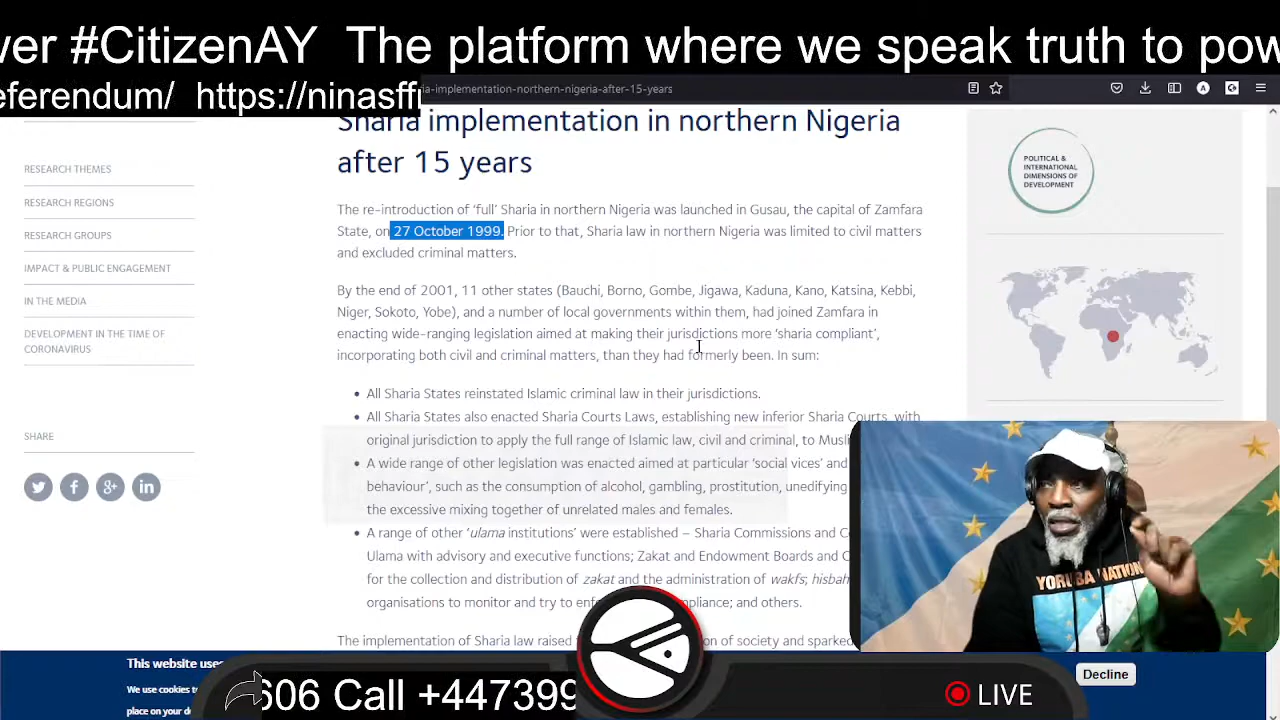 ver #CitizenAY The platform where we speak truth to pow
eferendum/ https://ninasffr
a-implementation-northern-nigeria-after-15-years
Sharia implementation in northern Nigeria
after 15 years
RESEARCH THEMES
RESEARCH REGIONS
RESEARCH GROUPS
IMPACT & PUBLIC ENGAGEMENT
IN THE MEDIA
DEVELOPMENT IN THE TIME OF
CORONAVIRUS
SHARE
The re-introduction of ‘full’ Sharia in northern Nigeria was launched in Gusau, the capital of Zamfara
State, on 27 October 1999. Prior to that, Sharia law in northern Nigeria was limited to civil matters
and excluded criminal matters.
By the end of 2001, 11 other states (Bauchi, Borno, Gombe, Jigawa, Kaduna, Kano, Katsina, Kebbi,
Niger, Sokoto, Yobe), and a number of local governments within them, had joined Zamfara in
enacting wide-ranging legislation aimed at making their jurisdictions more ‘sharia compliant’,
incorporating both civil and criminal matters, than they had formerly been. In sum:
All Sharia States reinstated Islamic criminal law in their jurisdictions.
All Sharia States also enacted Sharia Courts Laws, establishing new inferior Sharia Courts, with
original jurisdiction to apply the full range of Islamic law, civil and criminal, to Musli
A wide range of other legislation was enacted aimed at particular ‘social vices’ and
behaviour’, such as the consumption of alcohol, gambling, prostitution, unedifying
the excessive mixing together of unrelated males and females.
A range of other ‘ulama institutions’ were established – Sharia Commissions and Co
Ulama with advisory and executive functions; Zakat and Endowment Boards and C
for the collection and distribution of zakat and the administration of wakfs; hisbah
organisations to monitor and try to enf pliance; and others.
The implementation of Sharia law raised on of society and sparked
POLITICAL &
INTERNATIONAL
DIMENSIONS OF
DEVELOPMENT
YORUBA NATION
This website uses
We use cookies to
place on your de
Decline
606 Call +447399
LIVE